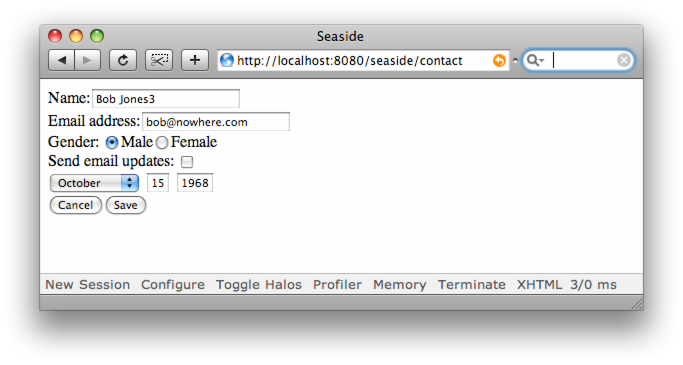 Seaside
http://localhost:8080/seaside/contact
Name: Bob Jones3
Email address: bob@nowhere.com
Gender: Male Female
Send email updates:
October 15 1968
Cancel Save
New Session Configure Toggle Halos Profiler Memory Terminate XHTML 3/0 ms